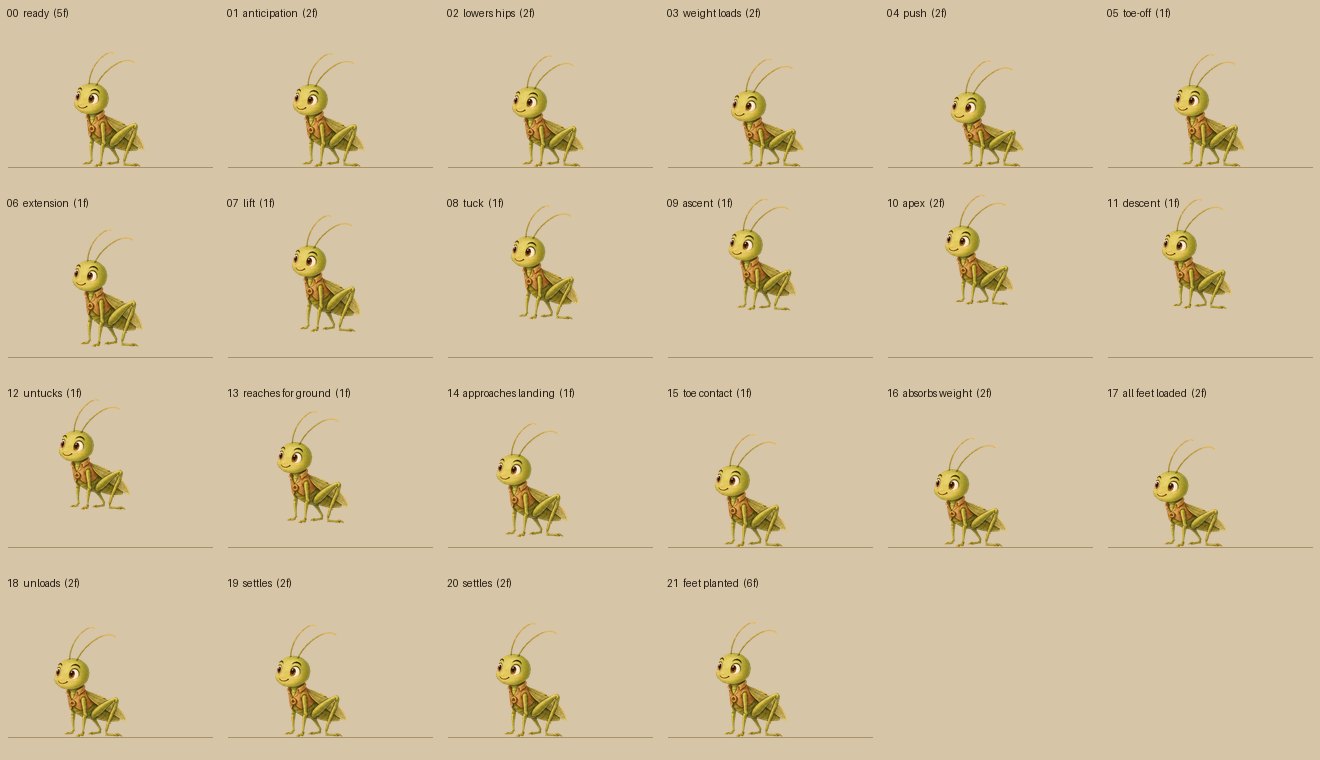 00 ready (5f)
01 anticipation (2f)
02 lowers hips (2f)
03 weight loads (2f)
04 push (2f)
05 toe-off (1f)
06 extension (1f)
07 lift (1f)
08 tuck (1f)
09 ascent (1f)
10 apex (2f)
11 descent (1f)
12 untucks (1f)
13 reaches for ground (1f)
14 approaches landing (1f)
15 toe contact (1f)
16 absorbs weight (2f)
17 all feet loaded (2f)
18 unloads (2f)
19 settles (2f)
20 settles (2f)
21 feet planted (6f)